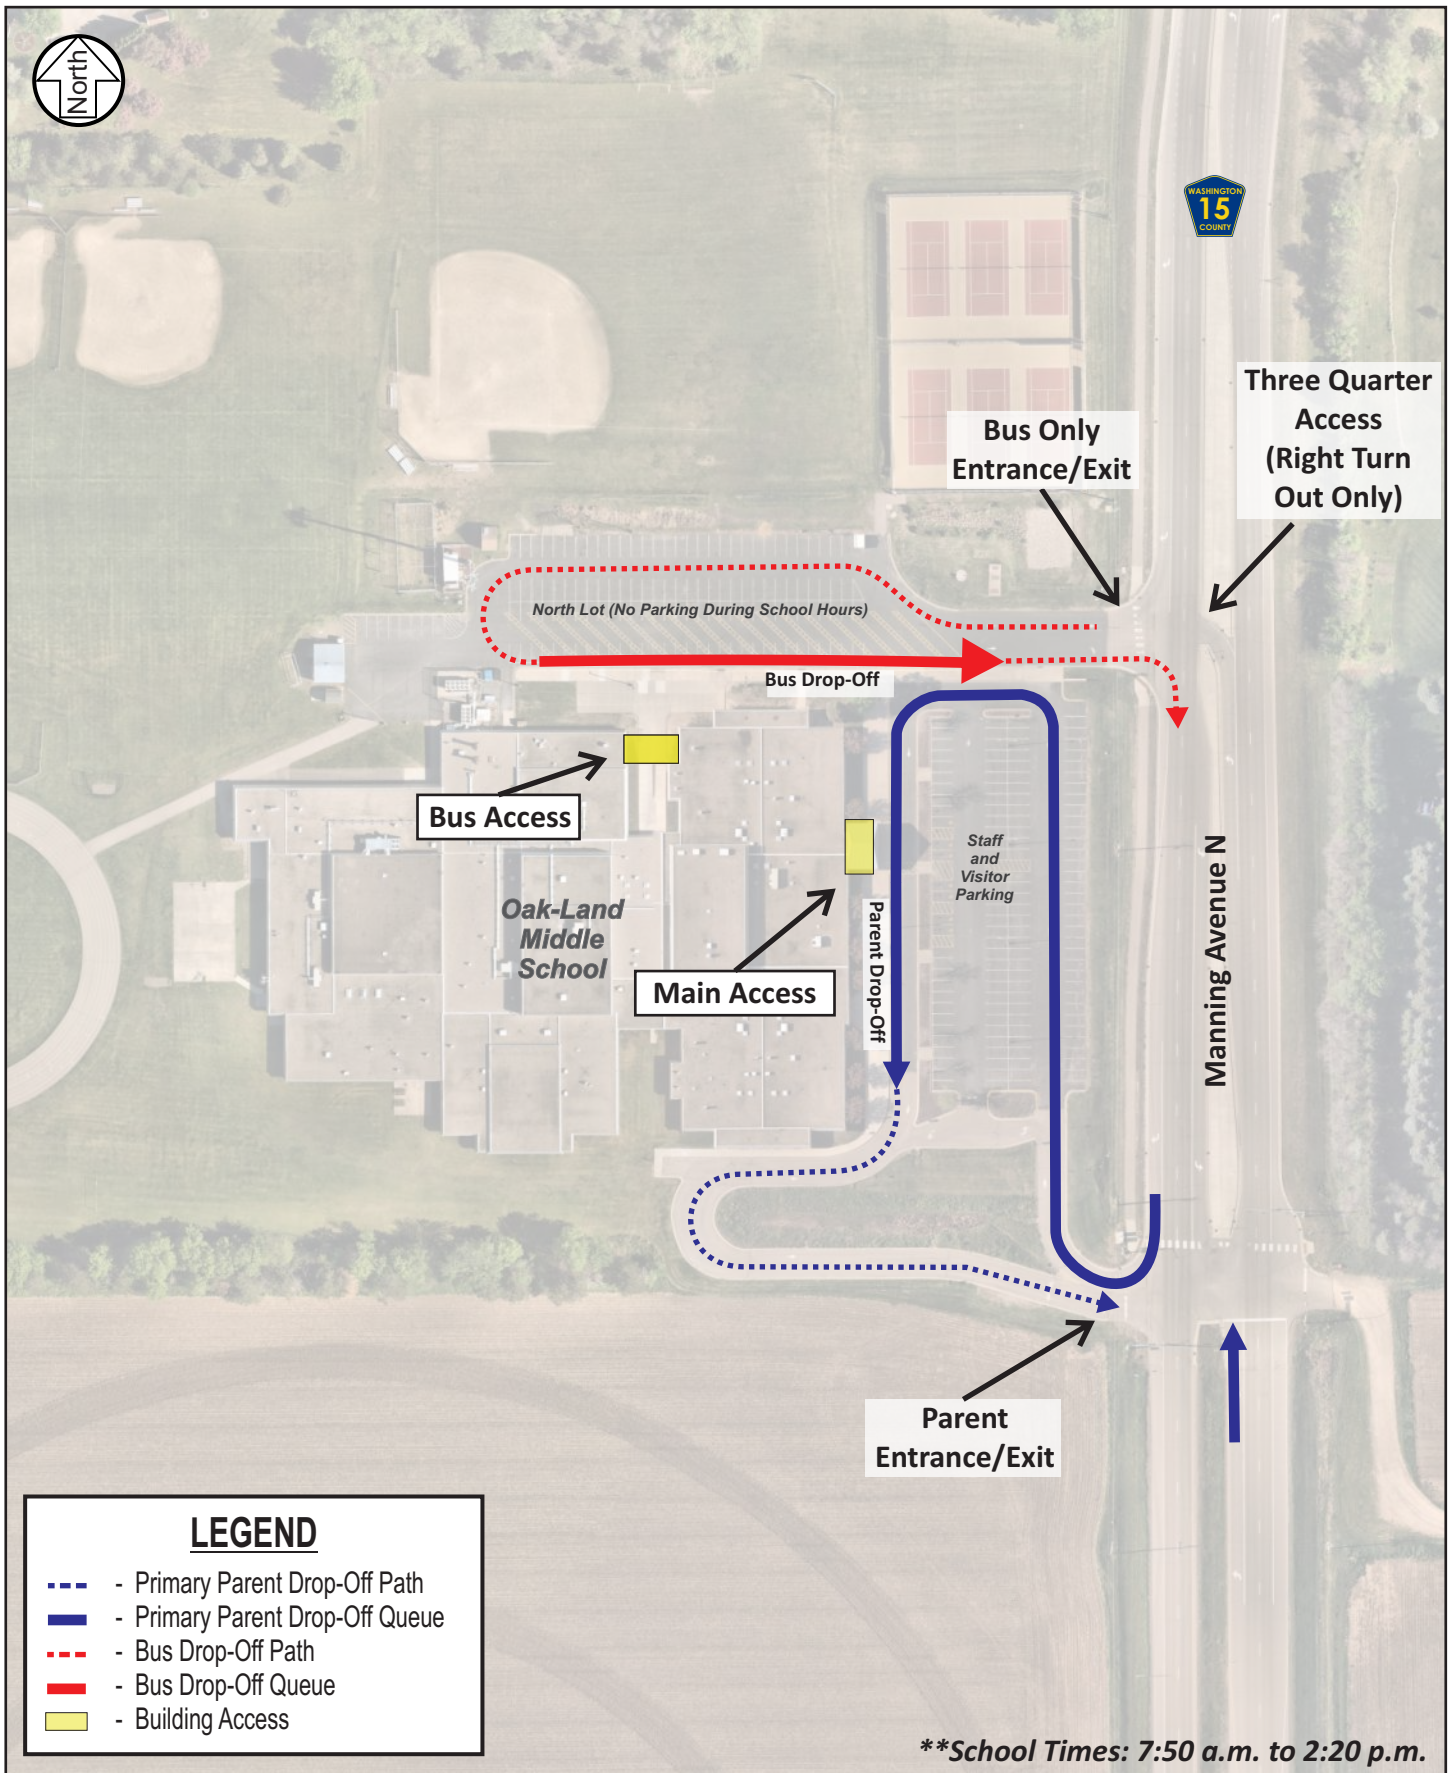 North
WASHINGTON
15
COUNTY
Three Quarter
Access
(Right Turn
Out Only)
Bus Only
Entrance/Exit
North Lot (No Parking During School Hours)
Bus Drop-Off
Bus Access
Staff
and
Visitor
Parking
Manning Avenue N
Oak-Land
Middle
School
Parent Drop-Off
Main Access
Parent
Entrance/Exit
LEGEND
- Primary Parent Drop-Off Path
- Primary Parent Drop-Off Queue
- Bus Drop-Off Path
- Bus Drop-Off Queue
- Building Access
**School Times: 7:50 a.m. to 2:20 p.m.